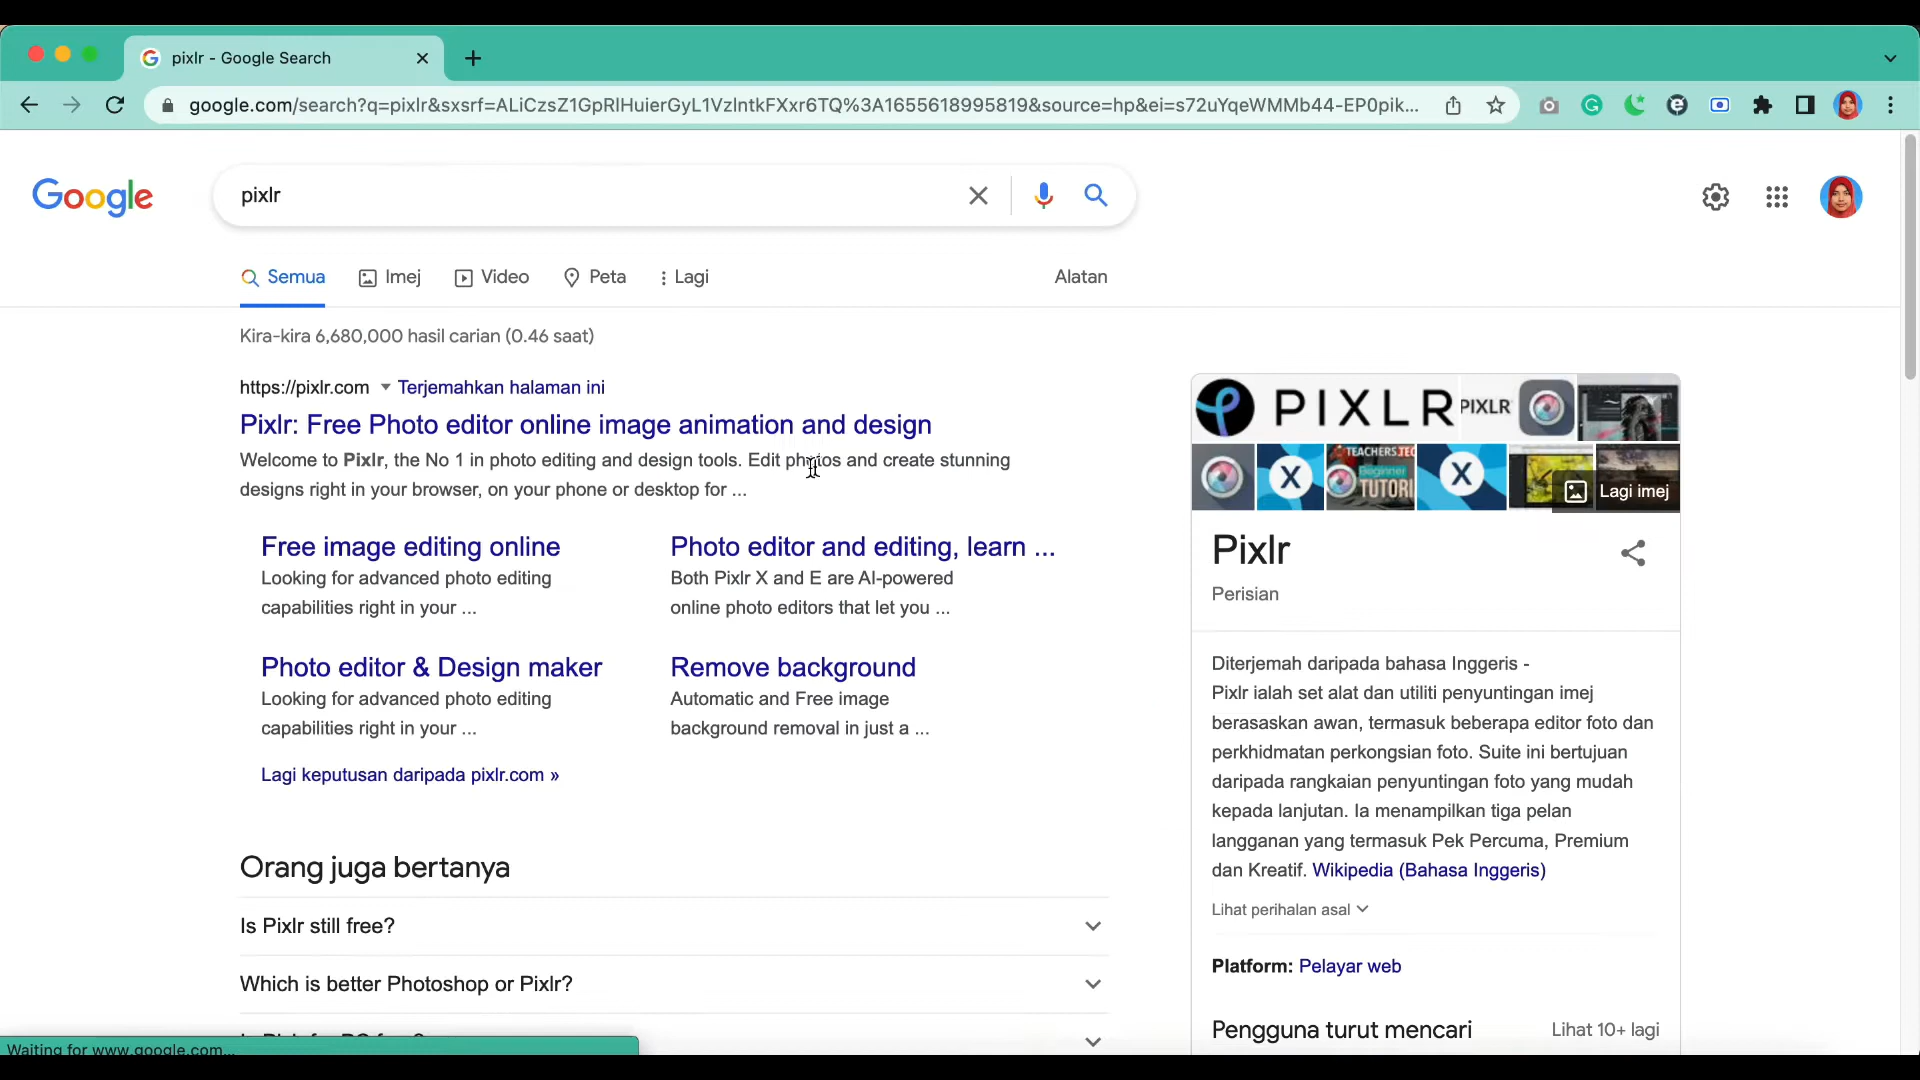 pixlr - Google Search
google.com/search?q=pixlr&sxsrf=ALiCzsZ1GpRlHuierGyL1VzlntkFXxr6TQ%3A1655618995819&source=hp&ei=s72uYqeWMMb44-EP0pik...
Google
pixlr
Semua
Imej
Video
Peta
Lagi
Alatan
Kira-kira 6,680,000 hasil carian (0.46 saat)
https://pixlr.com Terjemahkan halaman ini
Pixlr: Free Photo editor online image animation and design
Welcome to Pixlr, the No 1 in photo editing and design tools. Edit photos and create stunning
designs right in your browser, on your phone or desktop for ...
Free image editing online
Looking for advanced photo editing
capabilities right in your ...
Photo editor and editing, learn ...
Both Pixlr X and E are AI-powered
online photo editors that let you ...
Photo editor & Design maker
Looking for advanced photo editing
capabilities right in your ...
Remove background
Automatic and Free image
background removal in just a ...
Lagi keputusan daripada pixlr.com »
Orang juga bertanya
Is Pixlr still free?
Which is better Photoshop or Pixlr?
Waiting for www.google.com...
PIXLR
PIXLR
X
TEACHERS.TEC
Beginner
TUTORI
X
Lagi imej
Pixlr
Perisian
Diterjemah daripada bahasa Inggeris -
Pixlr ialah set alat dan utiliti penyuntingan imej
berasaskan awan, termasuk beberapa editor foto dan
perkhidmatan perkongsian foto. Suite ini bertujuan
daripada rangkaian penyuntingan foto yang mudah
kepada lanjutan. Ia menampilkan tiga pelan
langganan yang termasuk Pek Percuma, Premium
dan Kreatif. Wikipedia (Bahasa Inggeris)
Lihat perihalan asal
Platform: Pelayar web
Pengguna turut mencari
Lihat 10+ lagi